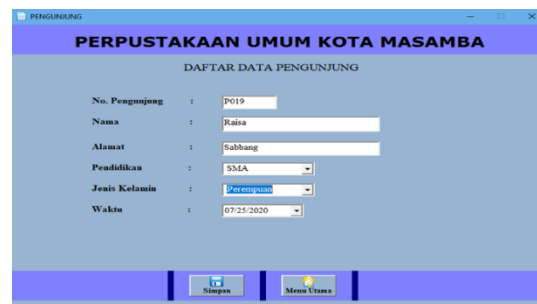 PENGUNJUNG
PERPUSTAKAAN UMUM KOTA MASAMBA
DAFTAR DATA PENGUNJUNG
No. Pengunjung : P019
Nama : Raisa
Alamat : Sabbang
Pendidikan : SMA
Jenis Kelamin : Perempuan
Waktu : 07/25/2020
Simpan Menu Utama